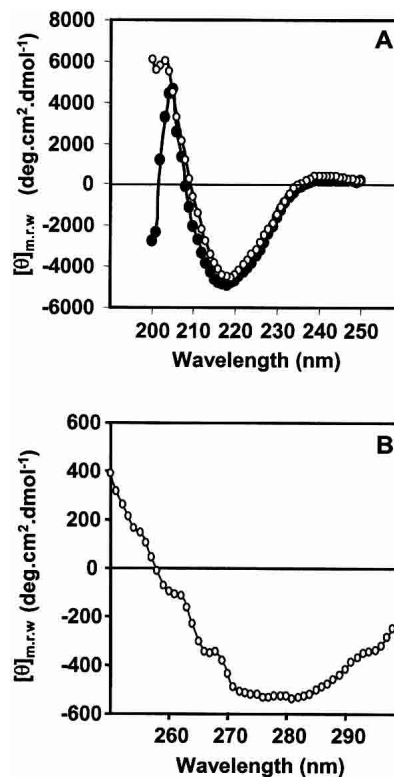 A
8000
6000
4000
2000
0
-2000
-4000
-6000
[θ]m.r.w (deg.cm².dmol⁻¹)
200 210 220 230 240 250
Wavelength (nm)
B
600
400
200
0
-200
-400
-600
[θ]m.r.w (deg.cm².dmol⁻¹)
260 270 280 290
Wavelength (nm)